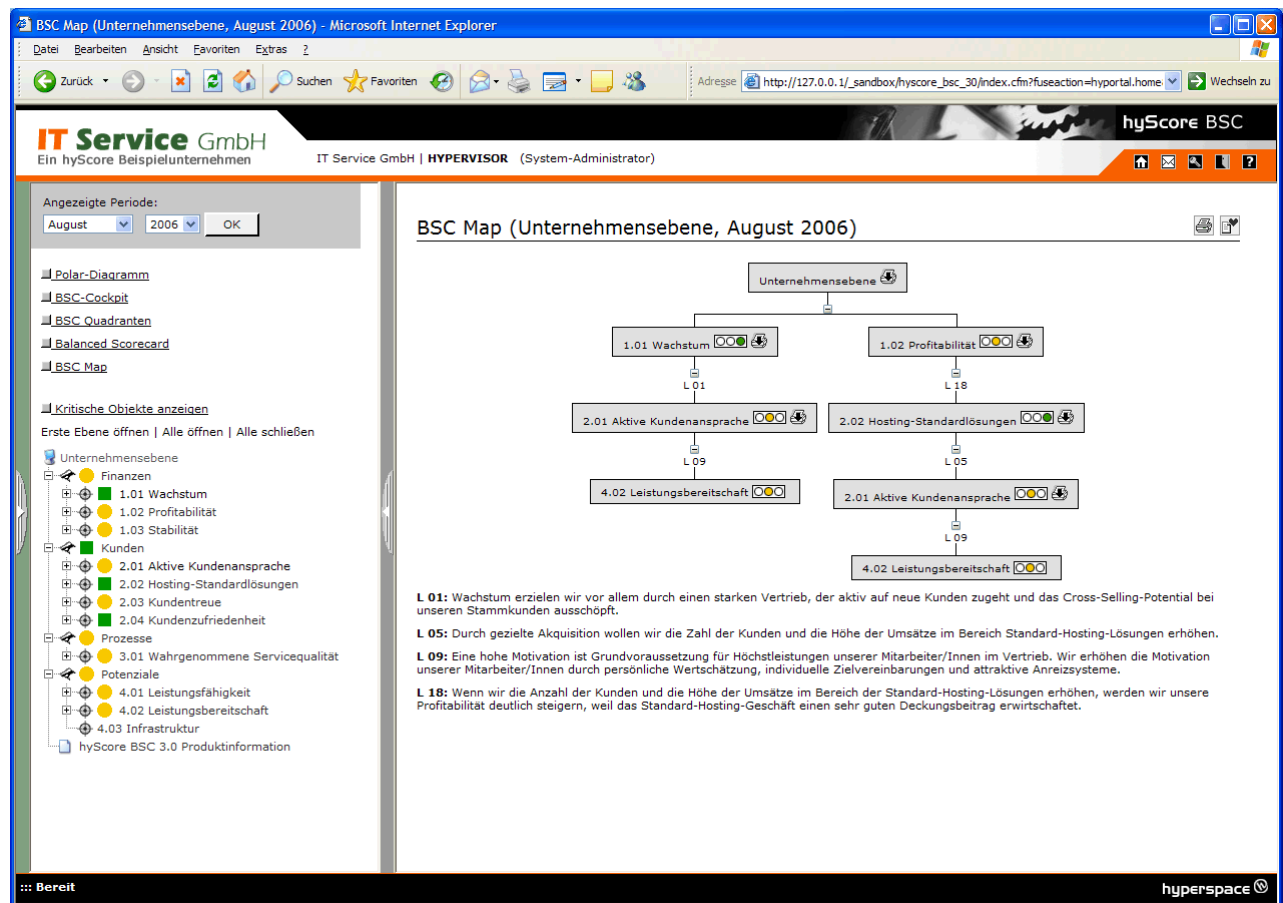 BSC Map (Unternehmensebene, August 2006) - Microsoft Internet Explorer
Datei Bearbeiten Ansicht Favoriten Extras ?
Zurück Suchen Favoriten Adresse http://127.0.0.1/_sandbox/hyscore_bsc_30/index.cfm?fuseaction=hyportal.home Wechseln zu
hyScore BSC
IT Service GmbH
Ein hyScore Beispielunternehmen
IT Service GmbH | HYPERVISOR (System-Administrator)
Angezeigte Periode:
August 2006 OK
Polar-Diagramm
BSC-Cockpit
BSC Quadranten
Balanced Scorecard
BSC Map
Kritische Objekte anzeigen
Erste Ebene öffnen | Alle öffnen | Alle schließen
Unternehmensebene
Finanzen
1.01 Wachstum
1.02 Profitabilität
1.03 Stabilität
Kunden
2.01 Aktive Kundenansprache
2.02 Hosting-Standardlösungen
2.03 Kundentreue
2.04 Kundenzufriedenheit
Prozesse
3.01 Wahrgenommene Servicequalität
Potenziale
4.01 Leistungsfähigkeit
4.02 Leistungsbereitschaft
4.03 Infrastruktur
hyScore BSC 3.0 Produktinformation
BSC Map (Unternehmensebene, August 2006)
Unternehmensebene
1.01 Wachstum 1.02 Profitabilität
L 01 L 18
2.01 Aktive Kundenansprache 2.02 Hosting-Standardlösungen
L 09 L 05
4.02 Leistungsbereitschaft 2.01 Aktive Kundenansprache
L 09
4.02 Leistungsbereitschaft
L 01: Wachstum erzielen wir vor allem durch einen starken Vertrieb, der aktiv auf neue Kunden zugeht und das Cross-Selling-Potential bei
unseren Stammkunden ausschöpft.
L 05: Durch gezielte Akquisition wollen wir die Zahl der Kunden und die Höhe der Umsätze im Bereich Standard-Hosting-Lösungen erhöhen.
L 09: Eine hohe Motivation ist Grundvoraussetzung für Höchstleistungen unserer Mitarbeiter/Innen im Vertrieb. Wir erhöhen die Motivation
unserer Mitarbeiter/Innen durch persönliche Wertschätzung, individuelle Zielvereinbarungen und attraktive Anreizsysteme.
L 18: Wenn wir die Anzahl der Kunden und die Höhe der Umsätze im Bereich der Standard-Hosting-Lösungen erhöhen, werden wir unsere
Profitabilität deutlich steigern, weil das Standard-Hosting-Geschäft einen sehr guten Deckungsbeitrag erwirtschaftet.
::: Bereit
hyperspace